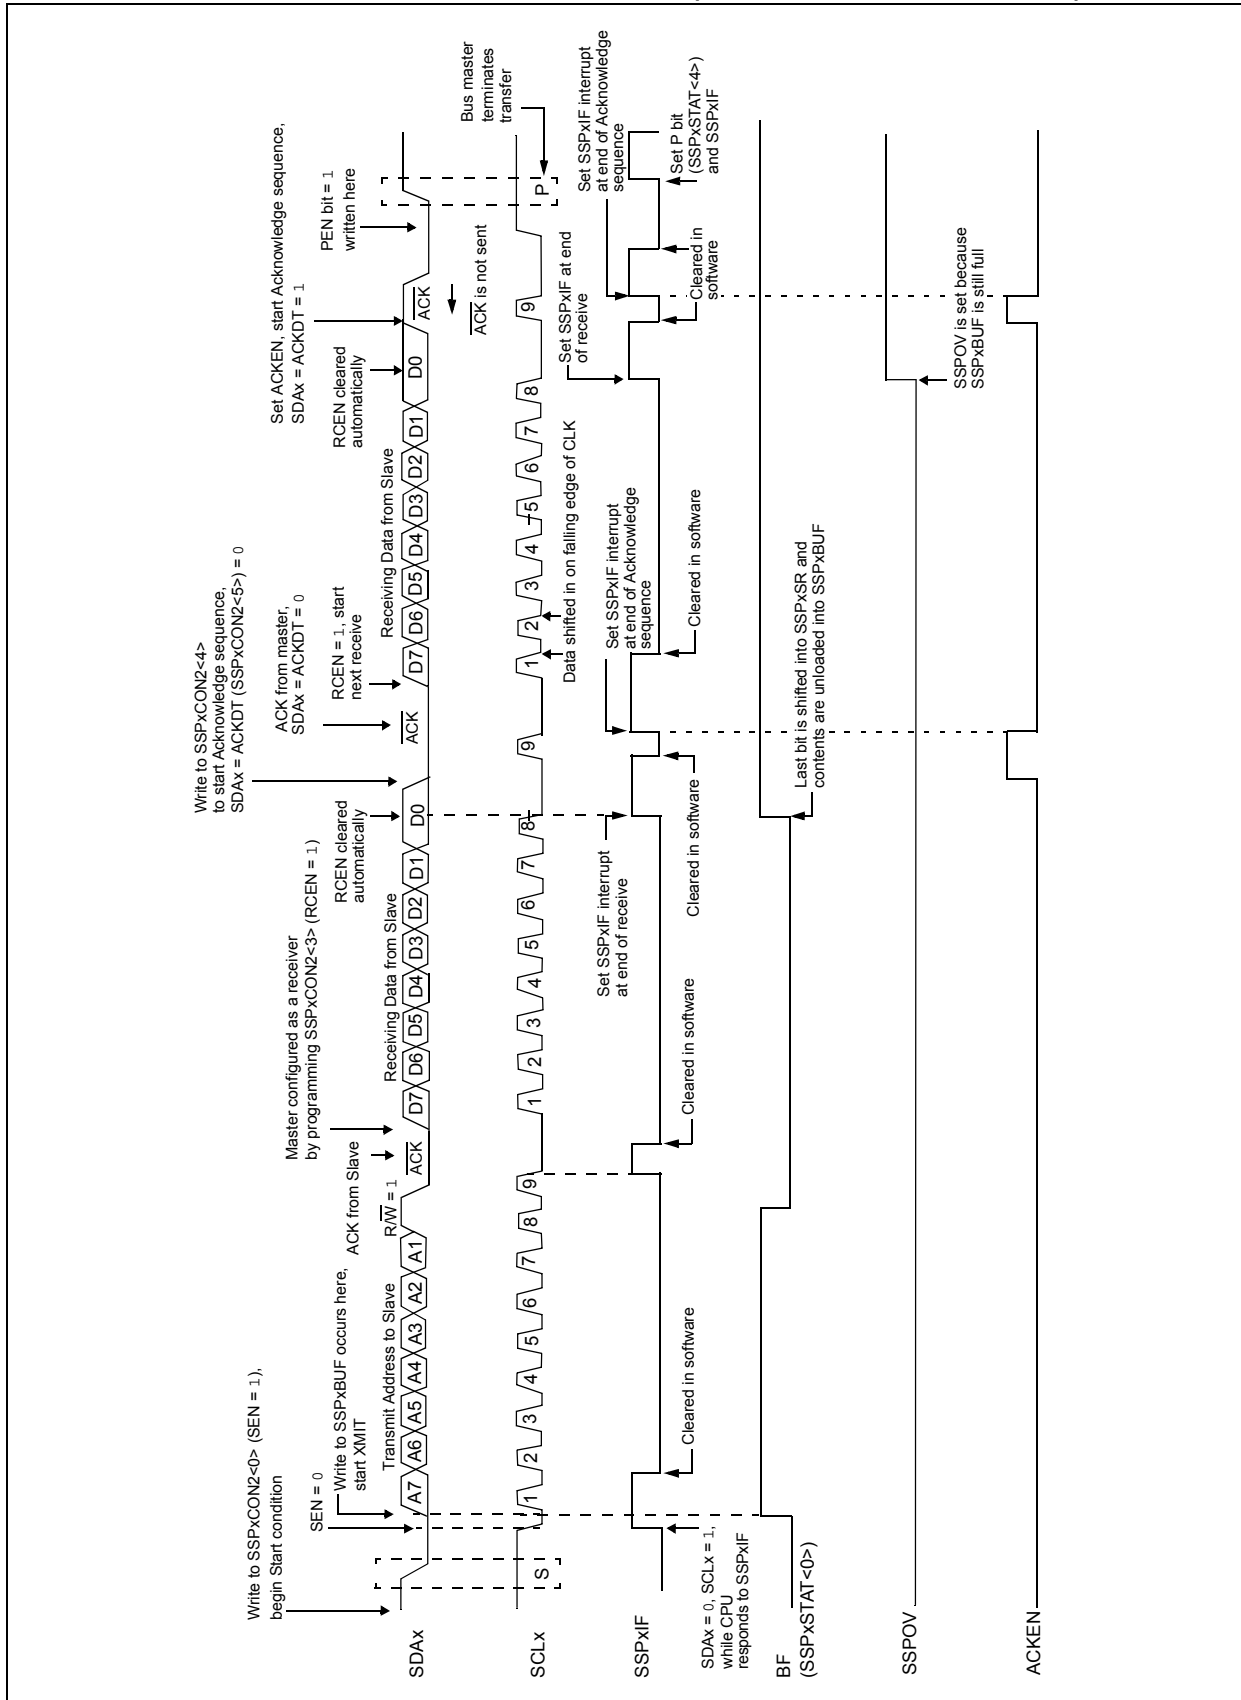 Write to SSPxCON2<0> (SEN = 1),
begin Start condition
SEN = 0
Write to SSPxBUF occurs here,
start XMIT
ACK from Slave
Master configured as a receiver
by programming SSPxCON2<3> (RCEN = 1)
RCEN cleared
automatically
Write to SSPxCON2<4>
to start Acknowledge sequence,
SDAx = ACKDT (SSPxCON2<5>) = 0
ACK from master,
SDAx = ACKDT = 0
RCEN = 1, start
next receive
RCEN cleared
automatically
Set ACKEN, start Acknowledge sequence,
SDAx = ACKDT = 1
PEN bit = 1
written here
Transmit Address to Slave
R/W = 1
Receiving Data from Slave
Receiving Data from Slave
SDAx
A7 A6 A5 A4 A3 A2 A1
ACK
D7 D6 D5 D4 D3 D2 D1 D0
ACK
D7 D6 D5 D4 D3 D2 D1 D0
ACK
ACK is not sent
Bus master
terminates
transfer
SCLx
S
1 2 3 4 5 6 7 8 9
1 2 3 4 5 6 7 8 9
1 2 3 4 5 6 7 8 9
P
Data shifted in on falling edge of CLK
Set SSPxIF interrupt
at end of receive
Set SSPxIF interrupt
at end of Acknowledge
sequence
Set SSPxIF at end
of receive
Set SSPxIF interrupt
at end of Acknowledge
sequence
SSPxIF
SDAx = 0, SCLx = 1,
while CPU
responds to SSPxIF
Cleared in software
Cleared in software
Cleared in software
Cleared in software
Cleared in
software
Set P bit
(SSPxSTAT<4>)
and SSPxIF
BF
(SSPxSTAT<0>)
Last bit is shifted into SSPxSR and
contents are unloaded into SSPxBUF
SSPOV
SSPOV is set because
SSPxBUF is still full
ACKEN